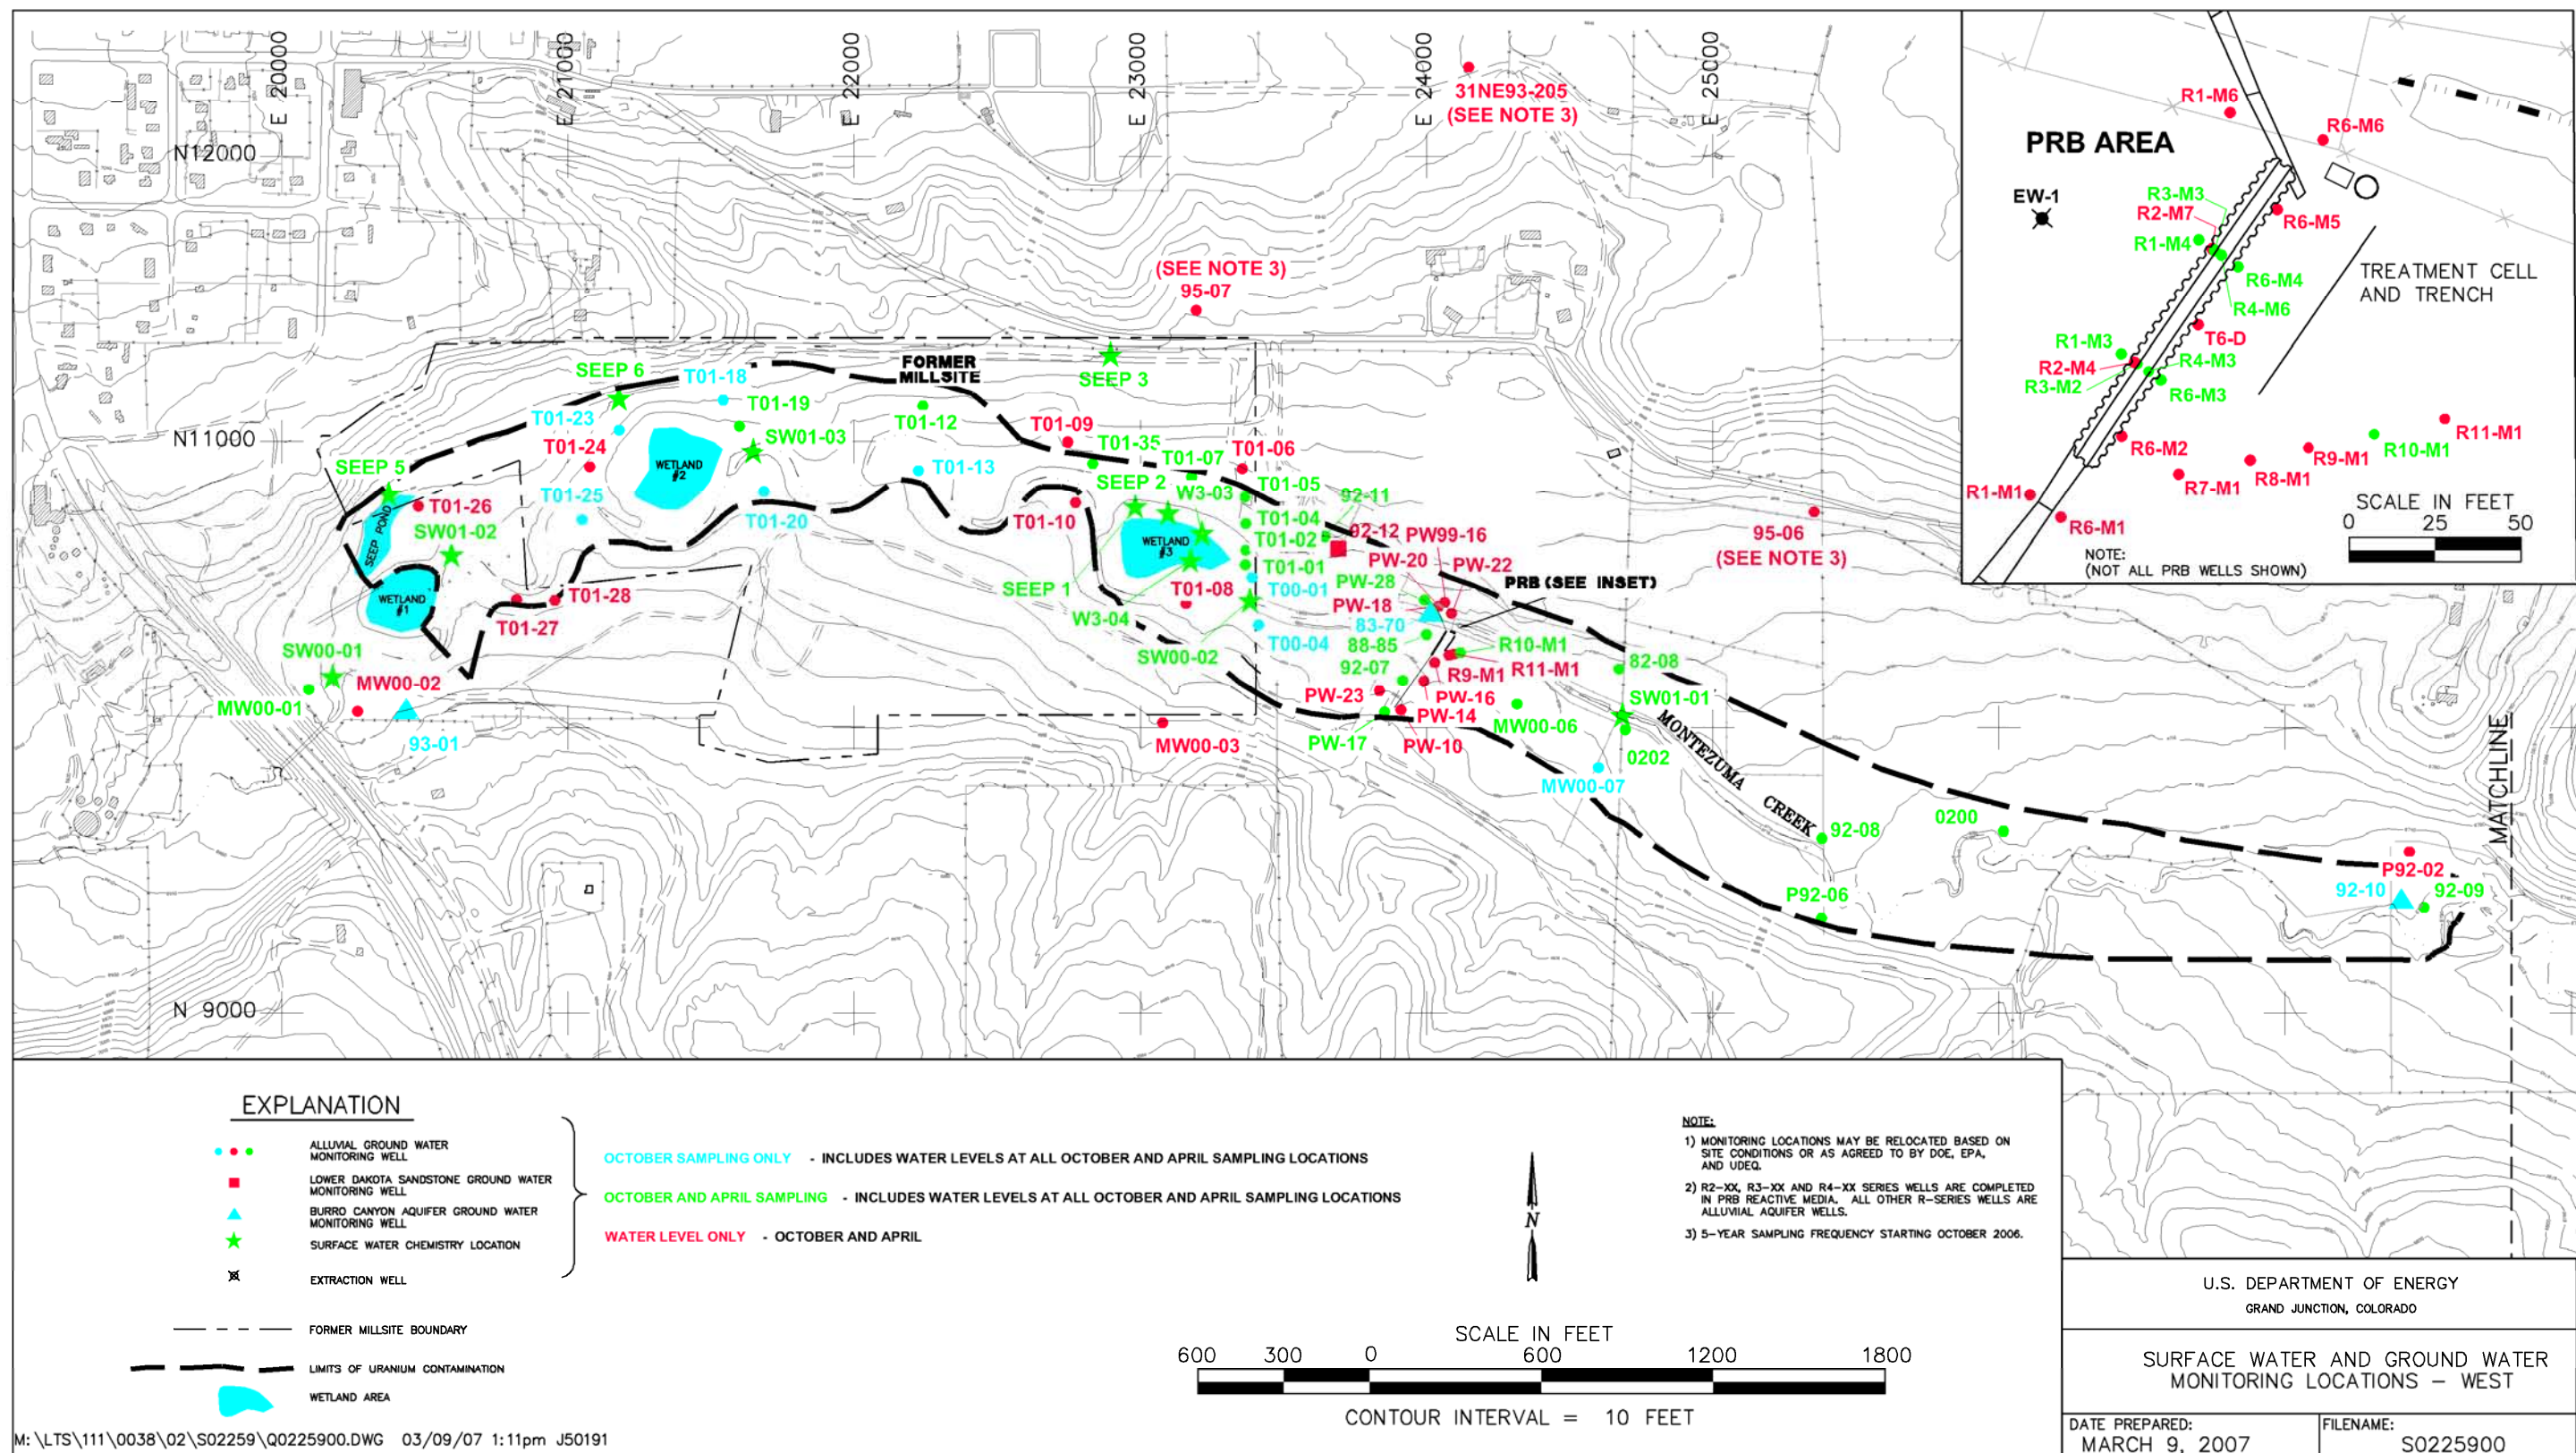 E 20000
E 21000
E 22000
E 23000
E 24000
E 25000
N12000
N11000
N 9000
31NE93-205
(SEE NOTE 3)
(SEE NOTE 3)
95-07
FORMER
MILLSITE
SEEP 3
SEEP 6
T01-18
T01-23
T01-19
T01-24
SW01-03
T01-12
T01-09
T01-35
T01-07
T01-06
SEEP 5
WETLAND
#2
T01-13
SEEP 2
W3-03
T01-05
92-11
T01-26
T01-25
T01-20
T01-10
T01-04
92-12
PW99-16
95-06
(SEE NOTE 3)
SEEP POND
SW01-02
WETLAND
#3
T01-02
T01-01
PW-20
PW-22
PW-28
PRB (SEE INSET)
WETLAND
#1
T01-28
T01-27
SEEP 1
T01-08
T00-01
PW-18
83-70
W3-04
T00-04
88-85
R10-M1
SW00-01
SW00-02
92-07
R9-M1
R11-M1
82-08
MW00-02
MW00-01
PW-23
PW-16
SW01-01
93-01
MW00-03
PW-14
MW00-06
PW-17
PW-10
0202
MONTEZUMA
CREEK
MW00-07
92-08
0200
P92-06
P92-02
92-10
92-09
MATCHLINE
PRB AREA
R1-M6
R6-M6
EW-1
R3-M3
R2-M7
R6-M5
R1-M4
R6-M4
R4-M6
TREATMENT CELL
AND TRENCH
T6-D
R1-M3
R2-M4
R4-M3
R3-M2
R6-M3
R11-M1
R6-M2
R9-M1
R10-M1
R8-M1
R7-M1
R1-M1
R6-M1
SCALE IN FEET
0 25 50
NOTE:
(NOT ALL PRB WELLS SHOWN)
EXPLANATION
ALLUVIAL GROUND WATER
MONITORING WELL
LOWER DAKOTA SANDSTONE GROUND WATER
MONITORING WELL
BURRO CANYON AQUIFER GROUND WATER
MONITORING WELL
SURFACE WATER CHEMISTRY LOCATION
EXTRACTION WELL
FORMER MILLSITE BOUNDARY
LIMITS OF URANIUM CONTAMINATION
WETLAND AREA
OCTOBER SAMPLING ONLY - INCLUDES WATER LEVELS AT ALL OCTOBER AND APRIL SAMPLING LOCATIONS
OCTOBER AND APRIL SAMPLING - INCLUDES WATER LEVELS AT ALL OCTOBER AND APRIL SAMPLING LOCATIONS
WATER LEVEL ONLY - OCTOBER AND APRIL
N
SCALE IN FEET
600 300 0 600 1200 1800
CONTOUR INTERVAL = 10 FEET
NOTE:
1) MONITORING LOCATIONS MAY BE RELOCATED BASED ON
SITE CONDITIONS OR AS AGREED TO BY DOE, EPA,
AND UDEQ.
2) R2-XX, R3-XX AND R4-XX SERIES WELLS ARE COMPLETED
IN PRB REACTIVE MEDIA. ALL OTHER R-SERIES WELLS ARE
ALLUVIIAL AQUIFER WELLS.
3) 5-YEAR SAMPLING FREQUENCY STARTING OCTOBER 2006.
U.S. DEPARTMENT OF ENERGY
GRAND JUNCTION, COLORADO
SURFACE WATER AND GROUND WATER
MONITORING LOCATIONS - WEST
DATE PREPARED:
MARCH 9, 2007
FILENAME:
S0225900
M:\LTS\111\0038\02\S02259\Q0225900.DWG 03/09/07 1:11pm J50191